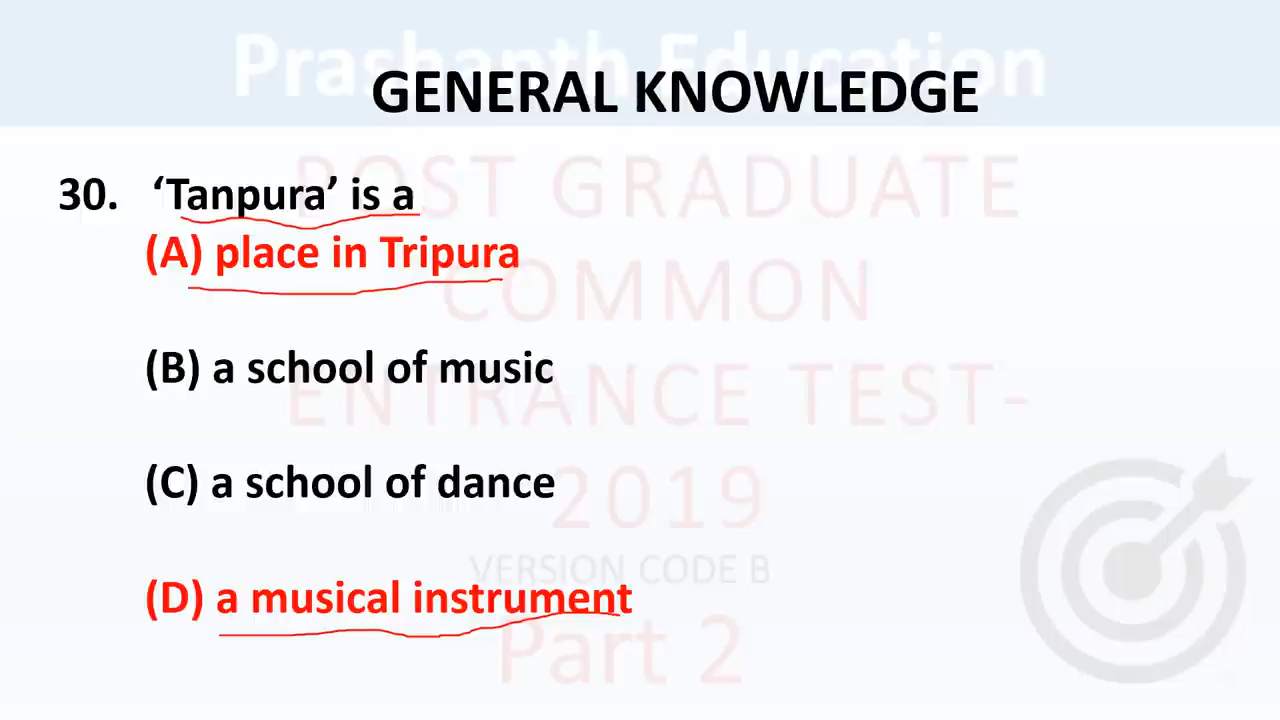 Prashanth Education
GENERAL KNOWLEDGE
POST GRADUATE
30. ‘Tanpura’ is a
(A) place in Tripura
COMMON
(B) a school of music
ENTRANCE TEST-
(C) a school of dance
2019
VERSION CODE B
(D) a musical instrument
Part 2